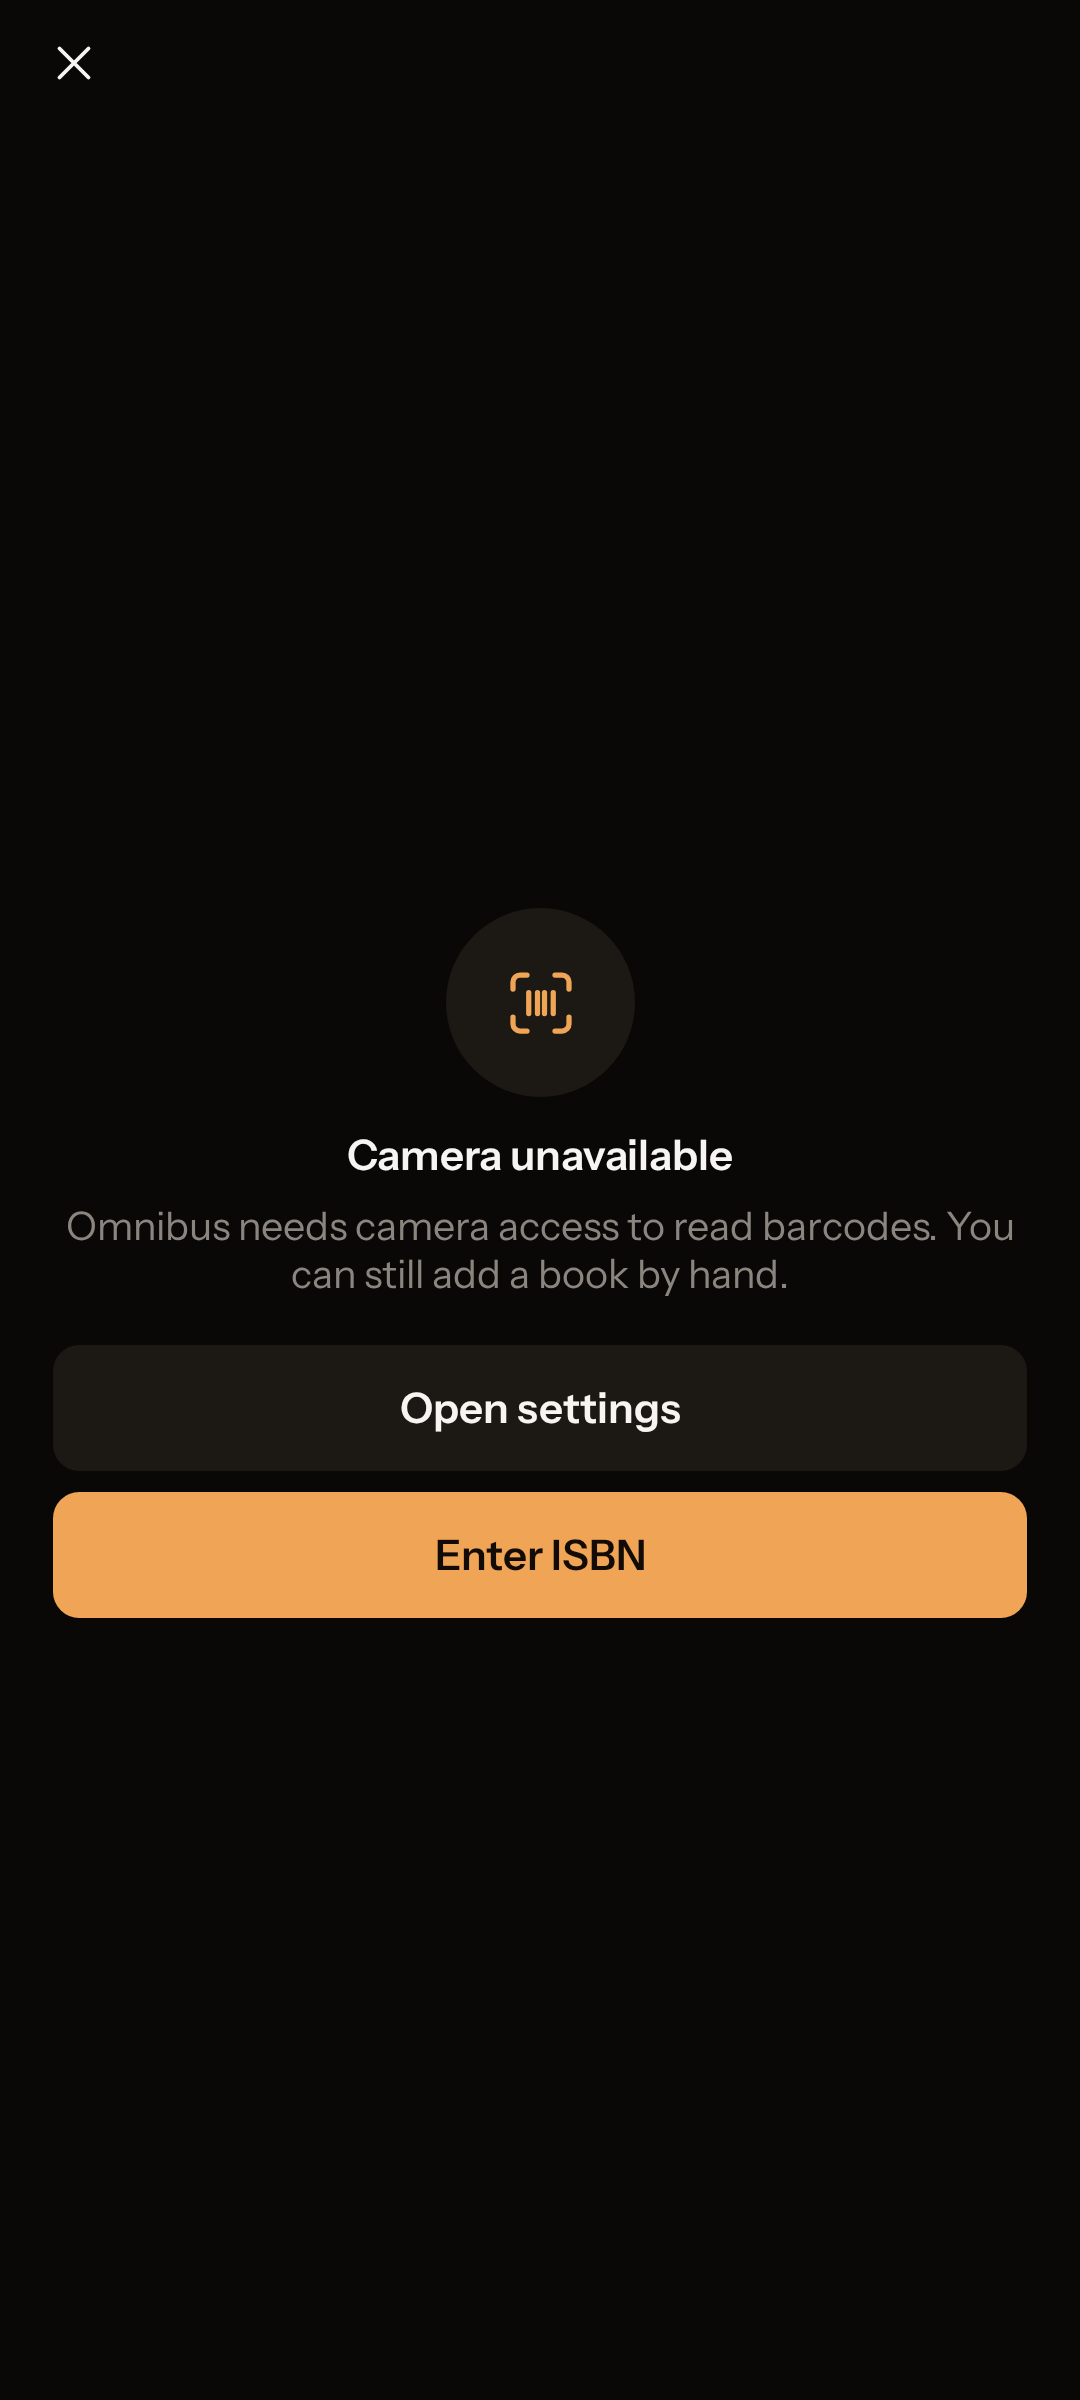 Camera unavailable
Omnibus needs camera access to read barcodes. You
can still add a book by hand.
Open settings
Enter ISBN